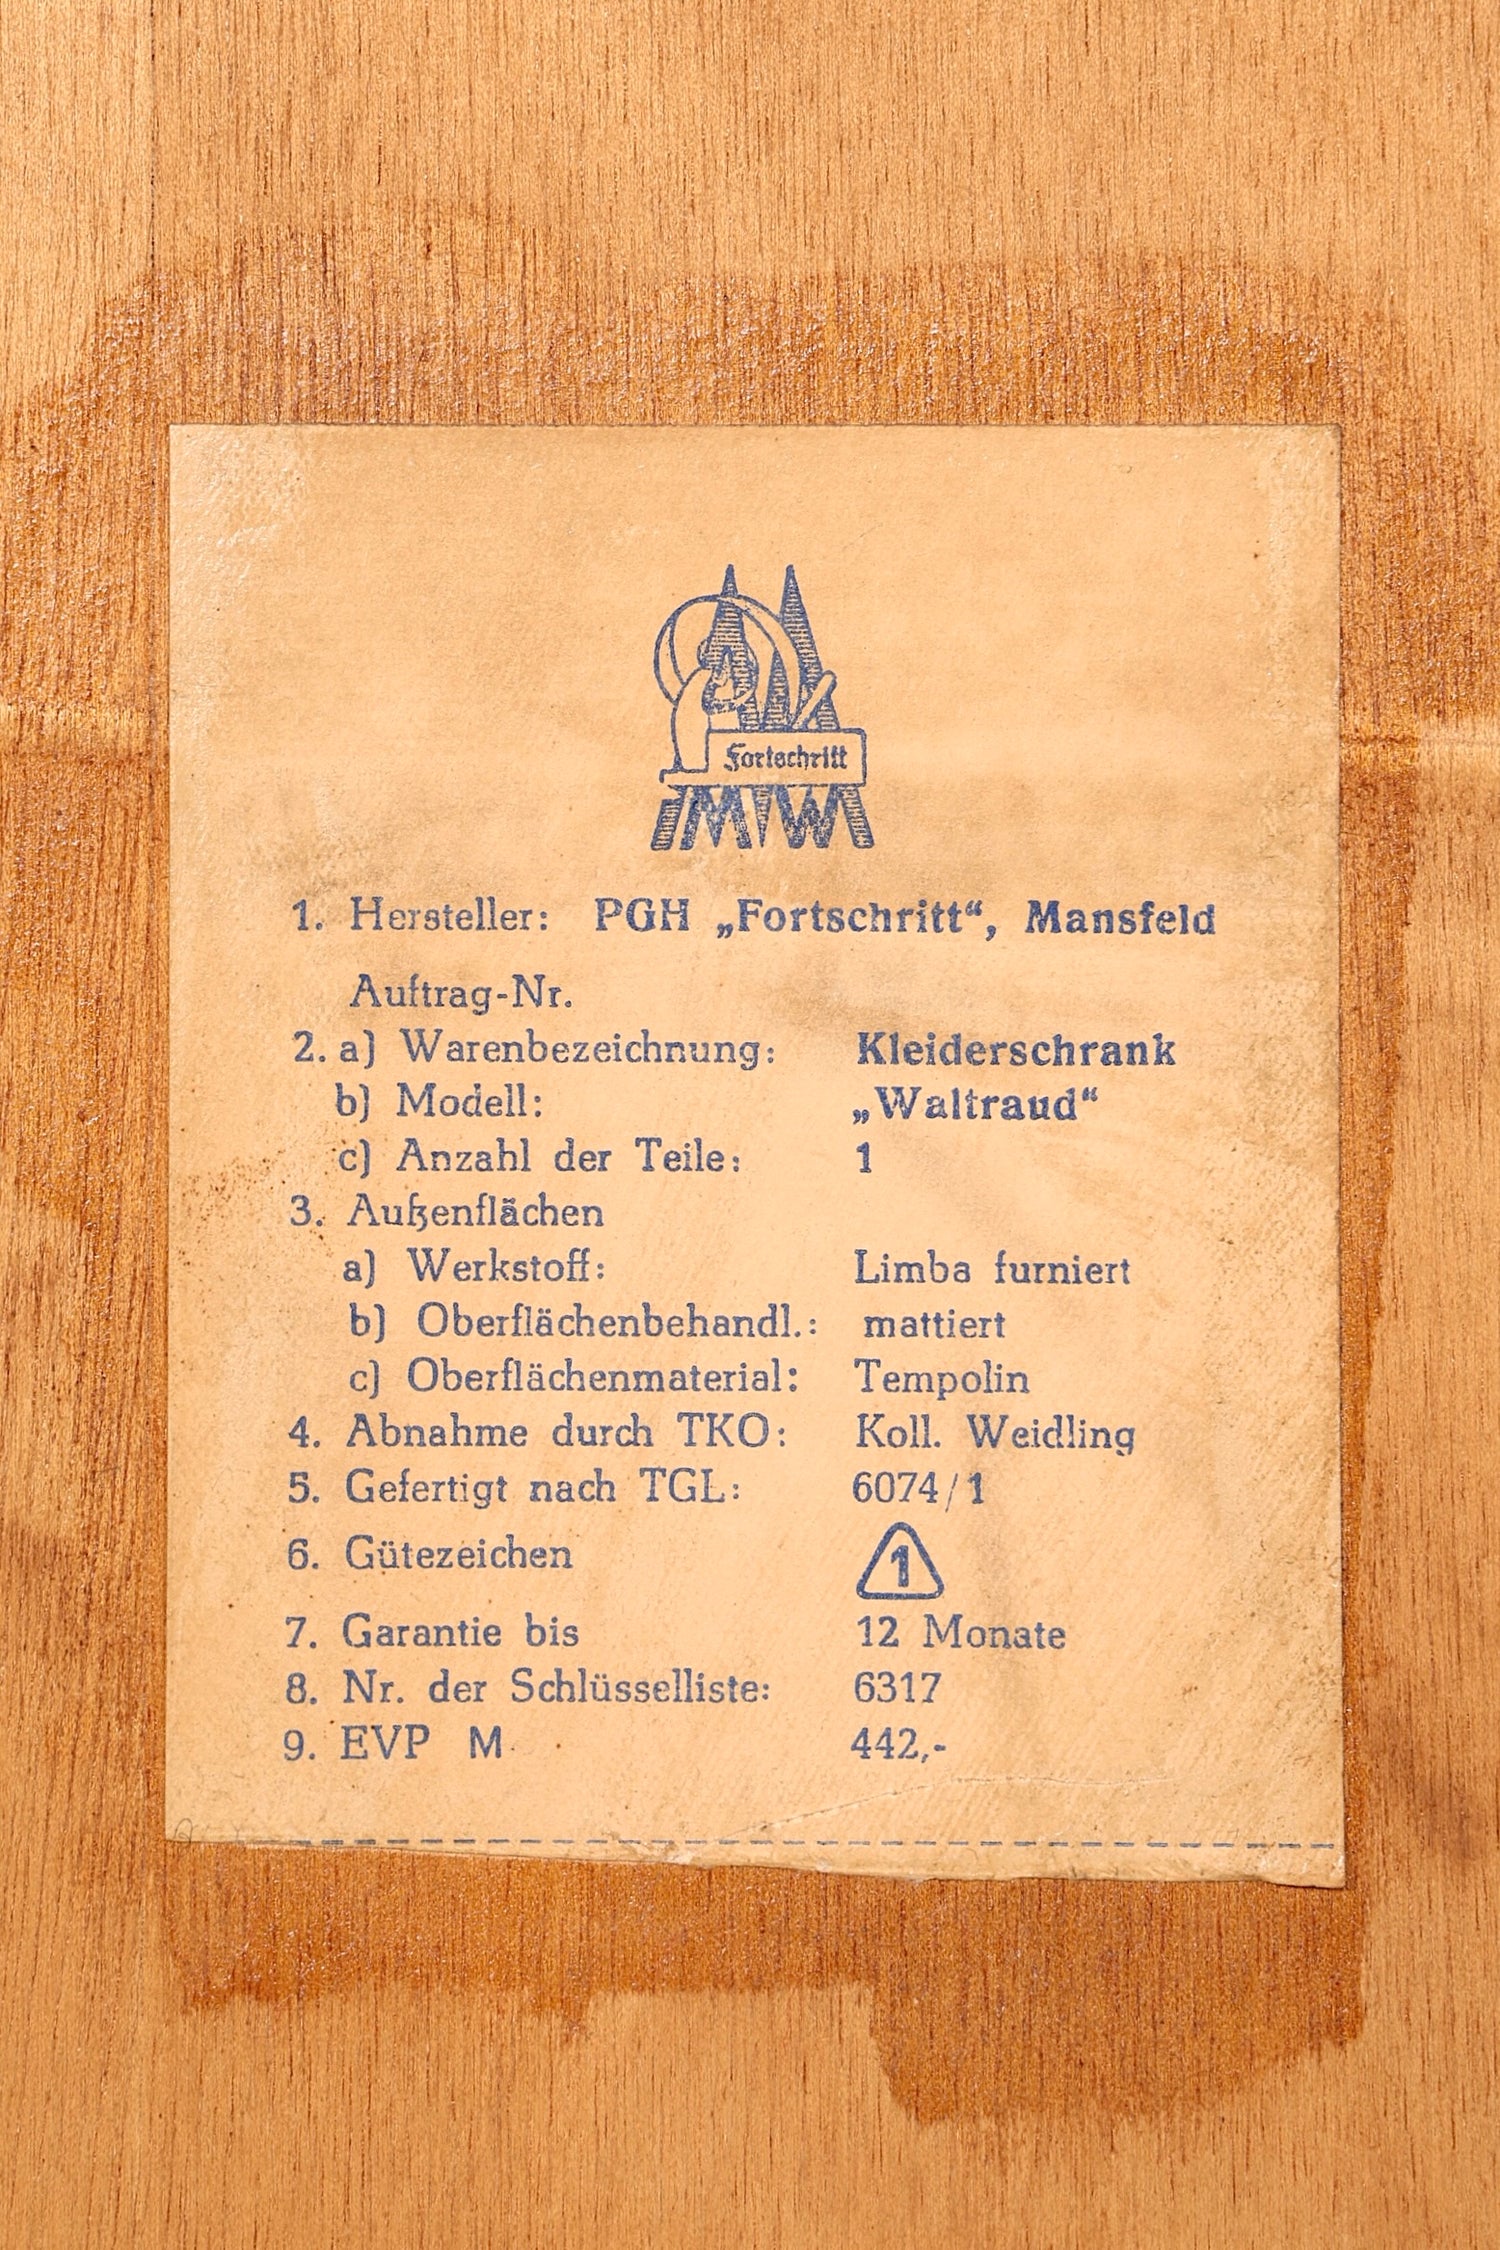 Fortschritt
MW
1. Hersteller: PGH „Fortschritt“, Mansfeld
Auftrag-Nr.
2. a) Warenbezeichnung: Kleiderschrank
b) Modell: „Waltraud“
c) Anzahl der Teile: 1
3. Außenflächen
a) Werkstoff: Limba furniert
b) Oberflächenbehandl.: mattiert
c) Oberflächenmaterial: Tempolin
4. Abnahme durch TKO: Koll. Weidling
5. Gefertigt nach TGL: 6074/1
6. Gütezeichen 1
7. Garantie bis 12 Monate
8. Nr. der Schlüsselliste: 6317
9. EVP M 442,-